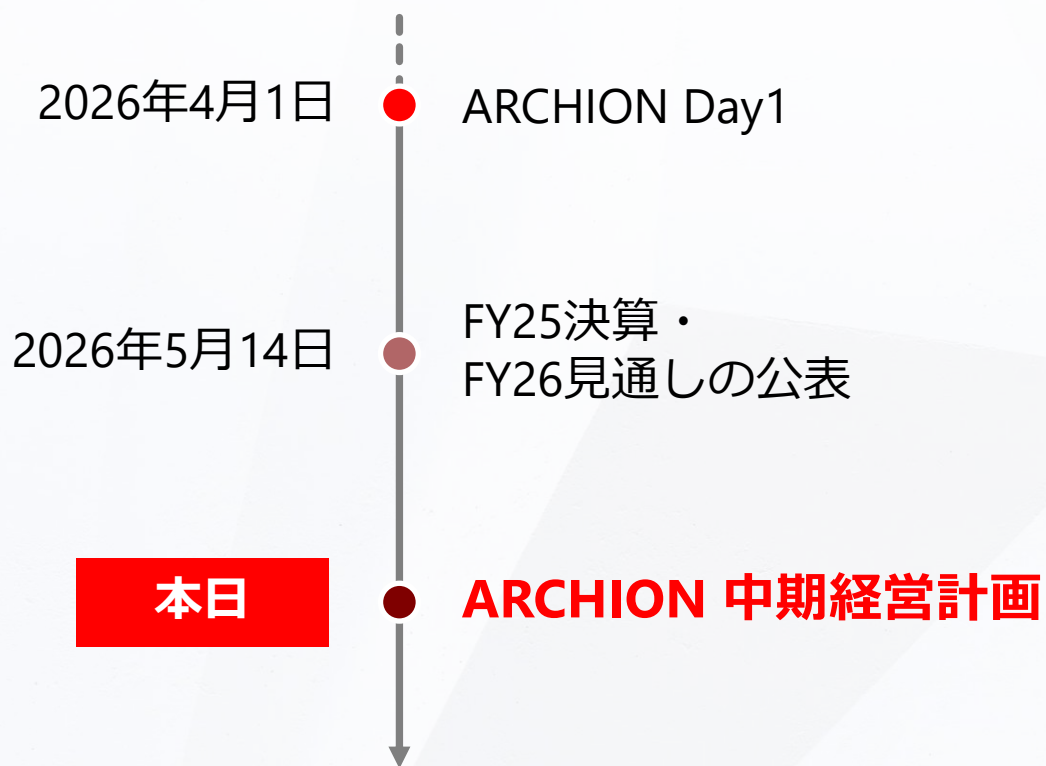 2026年4月1日
ARCHION Day1
2026年5月14日
FY25決算・
FY26見通しの公表
本日
ARCHION 中期経営計画